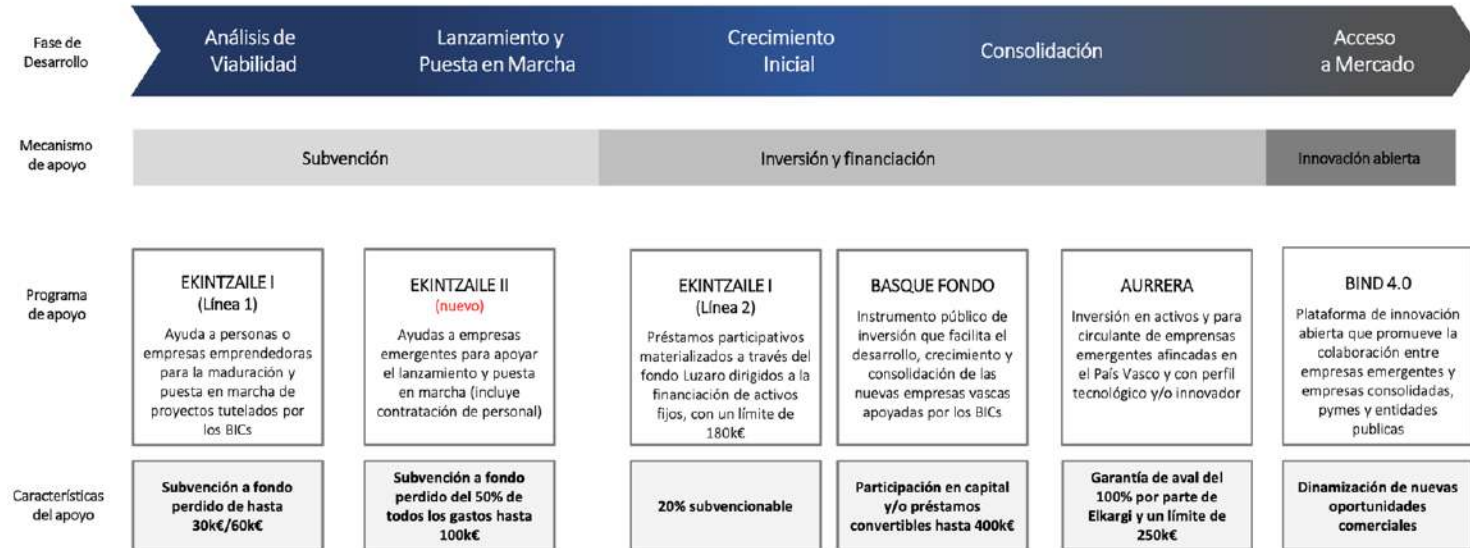 Fase de
Desarrollo
Análisis de
Viabilidad
Lanzamiento y
Puesta en Marcha
Crecimiento
Inicial
Consolidación
Acceso
a Mercado
Mecanismo
de apoyo
Subvención
Inversión y financiación
Innovación abierta
Programa
de apoyo
EKINTZAILE I
(Línea 1)
Ayuda a personas o
empresas emprendedoras
para la maduración y
puesta en marcha de
proyectos tutelados por
los BICs
EKINTZAILE II
(nuevo)
Ayudas a empresas
emergentes para apoyar
el lanzamiento y puesta
en marcha (incluye
contratación de personal)
EKINTZAILE I
(Línea 2)
Préstamos participativos
materializados a través del
fondo Luzaro dirigidos a la
financiación de activos
fijos, con un límite de
180k€
BASQUE FONDO
Instrumento público de
inversión que facilita el
desarrollo, crecimiento y
consolidación de las
nuevas empresas vascas
apoyadas por los BICs
AURRERA
Inversión en activos y para
circulante de emprensas
emergentes afincadas en
el País Vasco y con perfil
tecnológico y/o innovador
BIND 4.0
Plataforma de innovación
abierta que promueve la
colaboración entre
empresas emergentes y
empresas consolidadas,
pymes y entidades
publicas
Características
del apoyo
Subvención a fondo
perdido de hasta
30k€/60k€
Subvención a fondo
perdido del 50% de
todos los gastos hasta
100k€
20% subvencionable
Participación en capital
y/o préstamos
convertibles hasta 400k€
Garantía de aval del
100% por parte de
Elkargi y un límite de
250k€
Dinamización de nuevas
oportunidades
comerciales